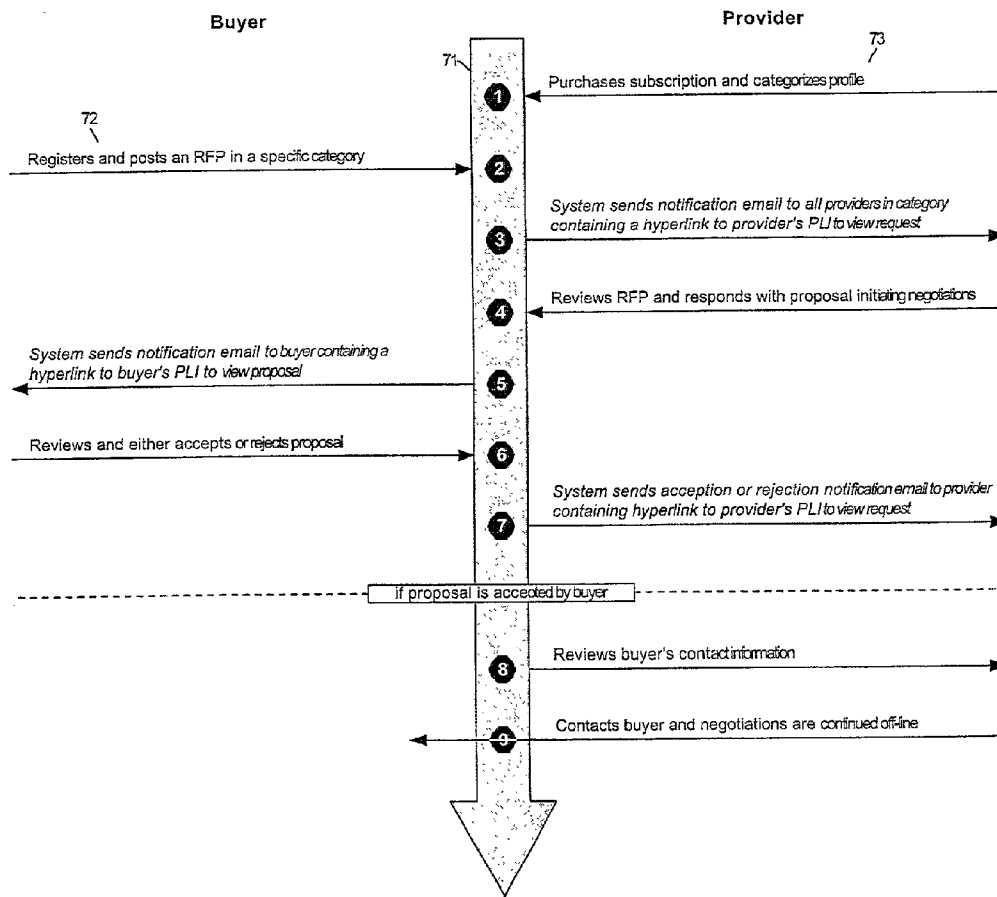 Buyer
Provider
71
73
Purchases subscription and categorizes profile
1
72
Registers and posts an RFP in a specific category
2
System sends notification email to all providers in category
containing a hyperlink to provider's PLI to view request
3
Reviews RFP and responds with proposal initiating negotiations
4
System sends notification email to buyer containing a
hyperlink to buyer's PLI to view proposal
5
Reviews and either accepts or rejects proposal
6
System sends acception or rejection notification email to provider
containing hyperlink to provider's PLI to view request
7
if proposal is accepted by buyer
Reviews buyer's contact information
8
Contacts buyer and negotiations are continued off-line
9